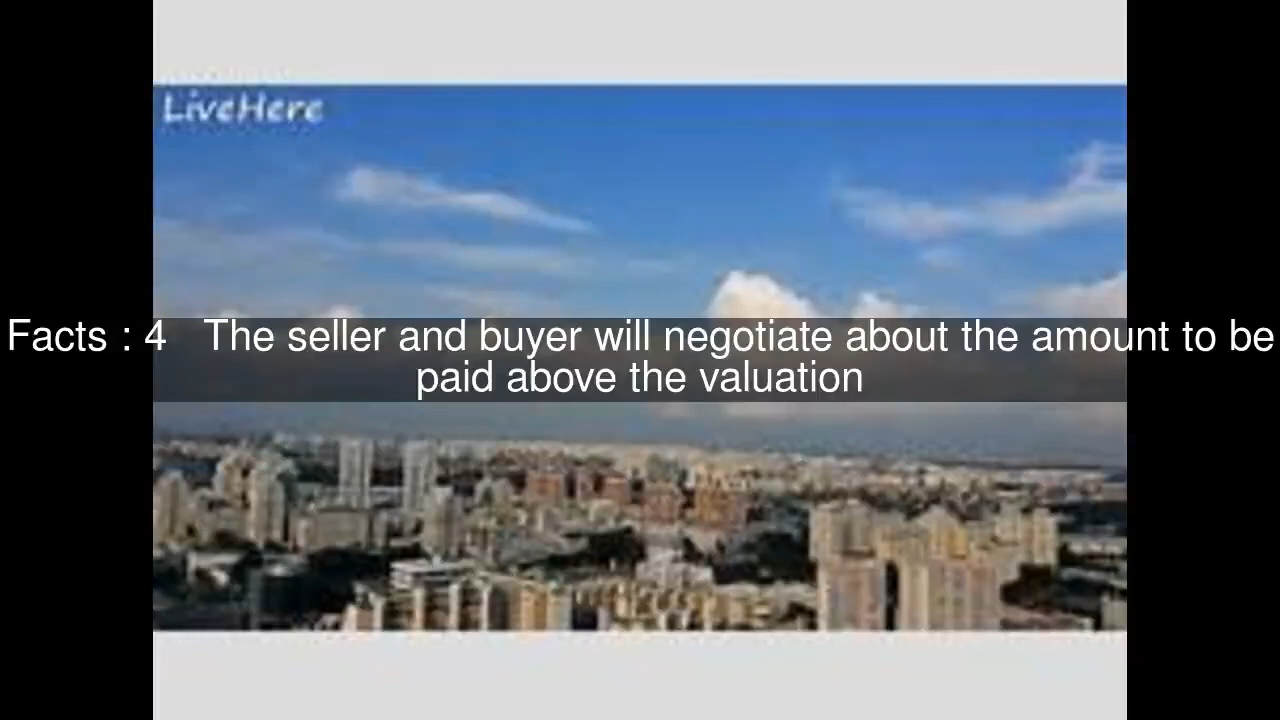 LiveHere
Facts : 4 The seller and buyer will negotiate about the amount to be
paid above the valuation